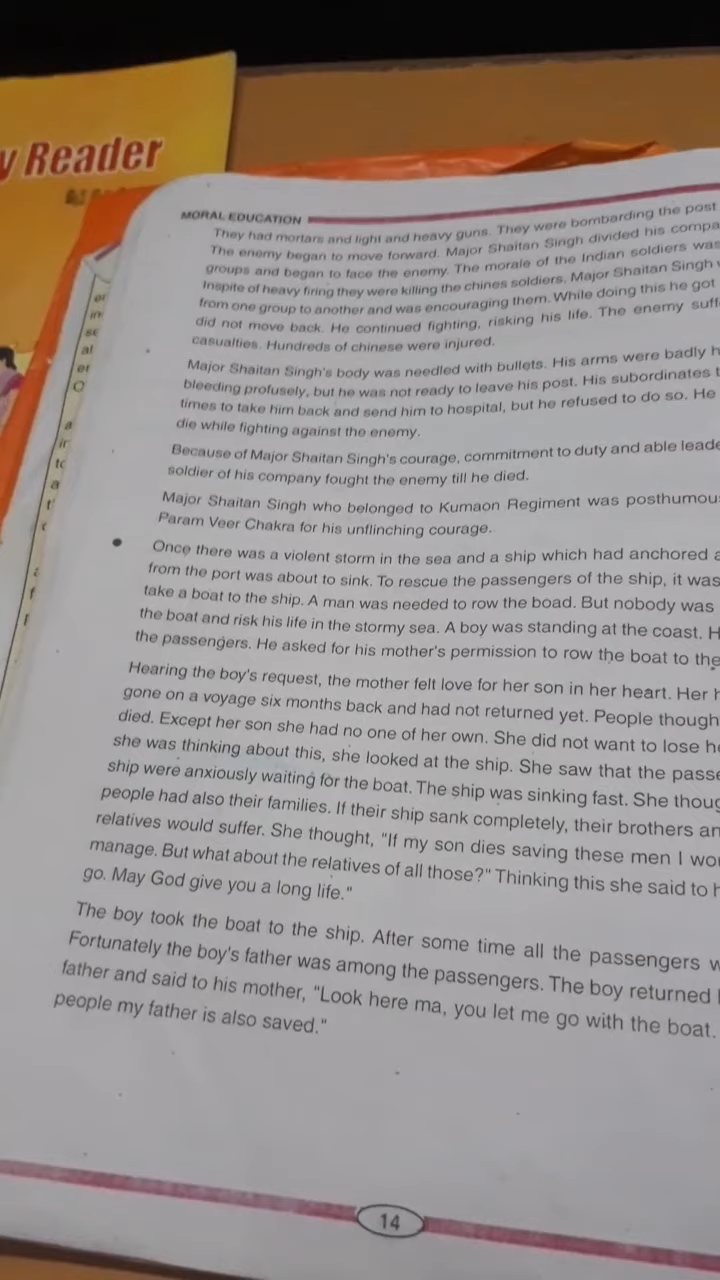 y Reader
MORAL EDUCATION
They had mortars and light and heavy guns. They were bombarding the post
The enemy began to move forward. Major Shaitan Singh divided his compa
groups and began to face the enemy. The morale of the Indian soldiers was
Inspite of heavy firing they were killing the chines soldiers. Major Shaitan Singh
from one group to another and was encouraging them. While doing this he got
did not move back. He continued fighting, risking his life. The enemy suff
casualties. Hundreds of chinese were injured.
Major Shaitan Singh's body was needled with bullets. His arms were badly h
bleeding profusely, but he was not ready to leave his post. His subordinates t
times to take him back and send him to hospital, but he refused to do so. He
die while fighting against the enemy.
Because of Major Shaitan Singh's courage, commitment to duty and able leade
soldier of his company fought the enemy till he died.
Major Shaitan Singh who belonged to Kumaon Regiment was posthumou
Param Veer Chakra for his unflinching courage.
• Once there was a violent storm in the sea and a ship which had anchored a
from the port was about to sink. To rescue the passengers of the ship, it was
take a boat to the ship. A man was needed to row the boad. But nobody was
the boat and risk his life in the stormy sea. A boy was standing at the coast. H
the passengers. He asked for his mother's permission to row the boat to the
Hearing the boy's request, the mother felt love for her son in her heart. Her h
gone on a voyage six months back and had not returned yet. People though
died. Except her son she had no one of her own. She did not want to lose he
she was thinking about this, she looked at the ship. She saw that the passe
ship were anxiously waiting for the boat. The ship was sinking fast. She thoug
people had also their families. If their ship sank completely, their brothers an
relatives would suffer. She thought, "If my son dies saving these men I wou
manage. But what about the relatives of all those?" Thinking this she said to h
go. May God give you a long life."
The boy took the boat to the ship. After some time all the passengers w
Fortunately the boy's father was among the passengers. The boy returned
father and said to his mother, "Look here ma, you let me go with the boat.
people my father is also saved."
14